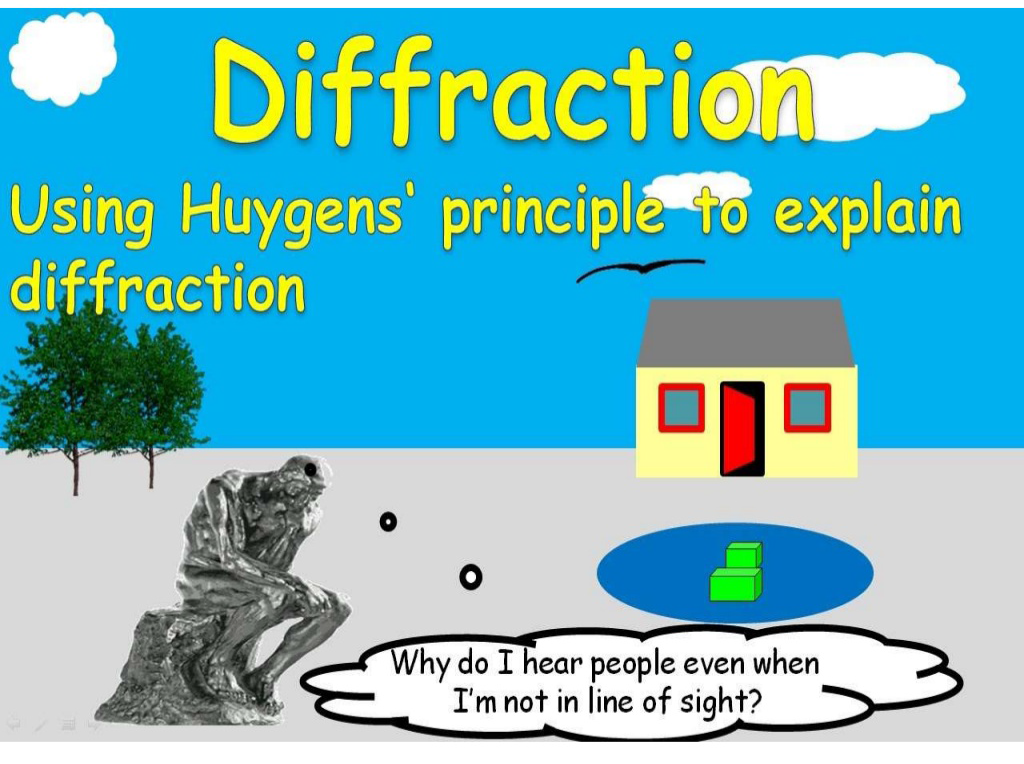 Diffraction
Using Huygens‘ principle to explain
diffraction
Why do I hear people even when
I’m not in line of sight?